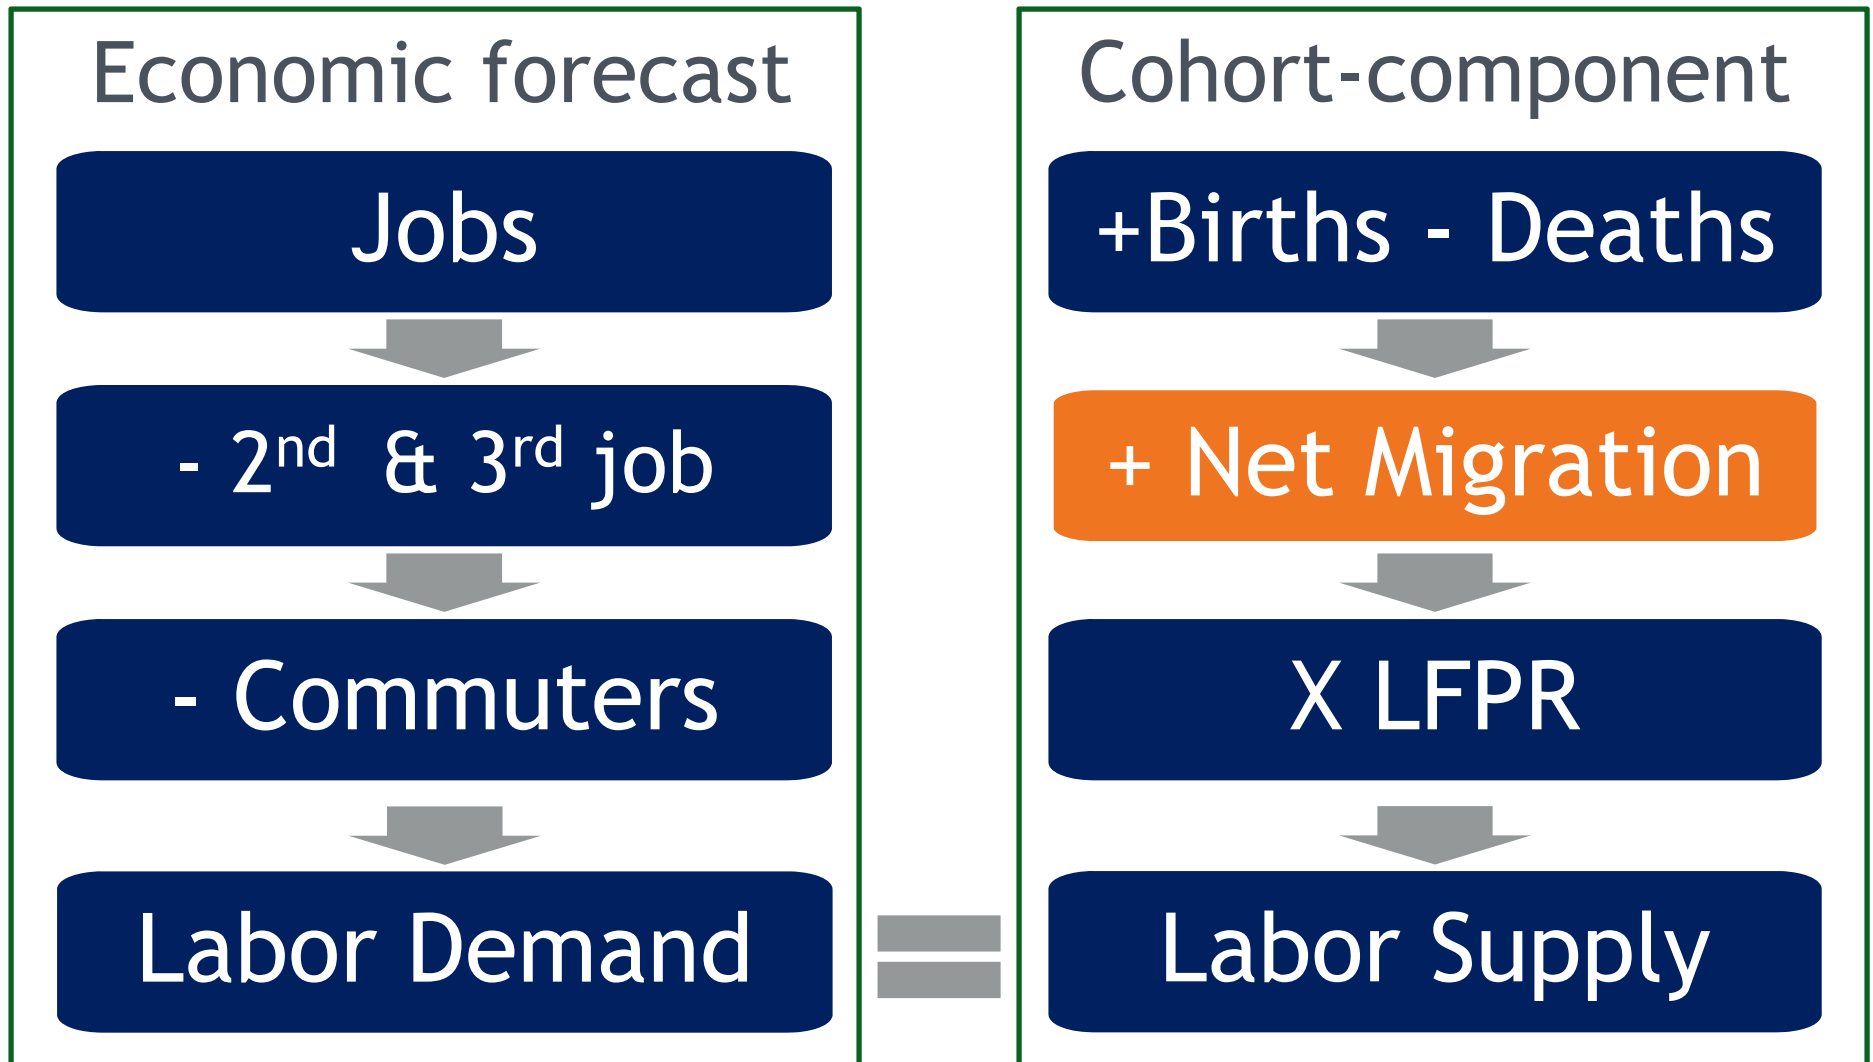 Economic forecast
Jobs
- 2nd & 3rd job
- Commuters
Labor Demand
Cohort-component
+Births - Deaths
+ Net Migration
X LFPR
Labor Supply